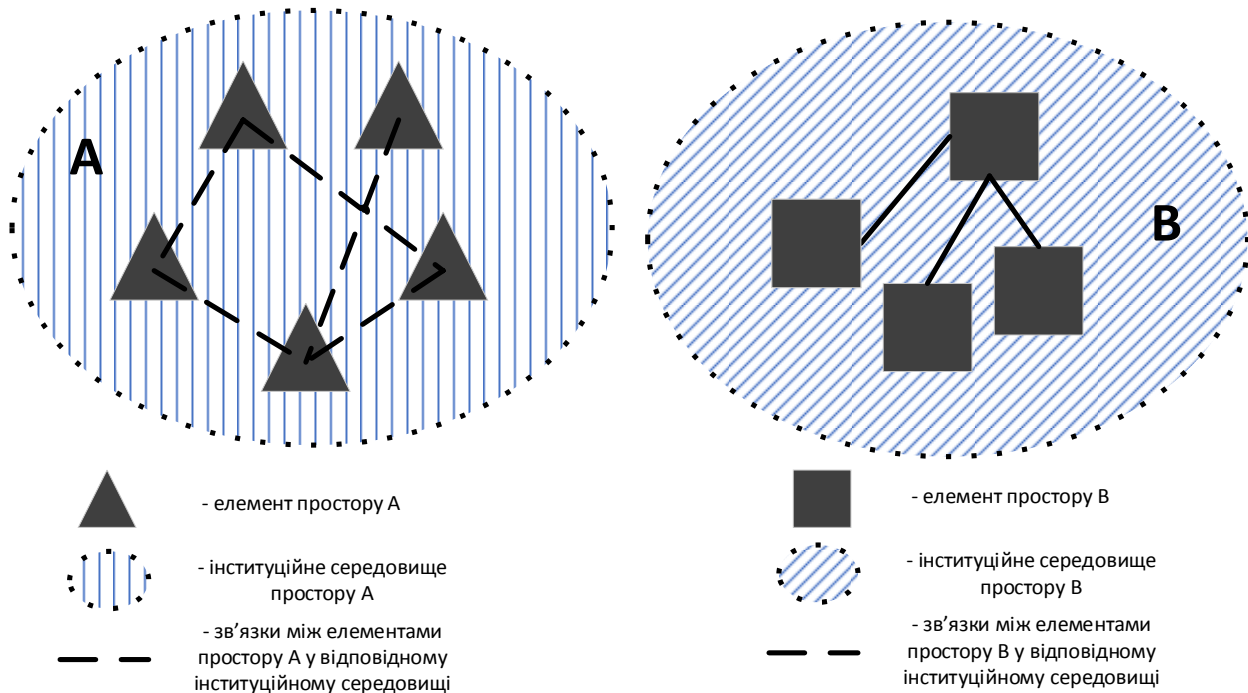 A
B
- елемент простору А
- інституційне середовище
простору А
- зв’язки між елементами
простору А у відповідному
інституційному середовищі
- елемент простору В
- інституційне середовище
простору В
- зв’язки між елементами
простору В у відповідному
інституційному середовищі